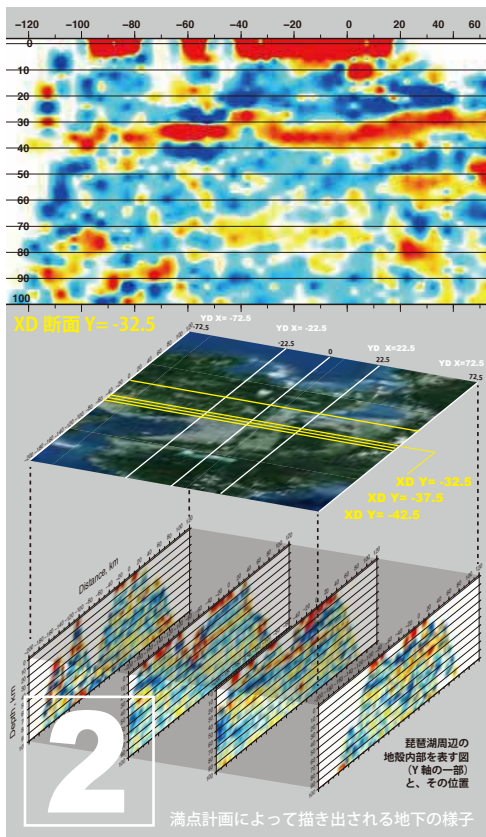 −120 −100 −80 −60 −40 −20 0 20 40 60
0
10
20
30
40
50
60
70
80
90
100
XD 断面 Y= -32.5
YD X= -72.5
YD X= -22.5
YD X=22.5
YD X=72.5
-72.5
-22.5
0
22.5
72.5
XD Y= -32.5
XD Y= -37.5
XD Y= -42.5
Distance, km
Depth, km
2
琵琶湖周辺の
地殻内部を表す図
(Y 軸の一部)
と、その位置
満点計画によって描き出される地下の様子